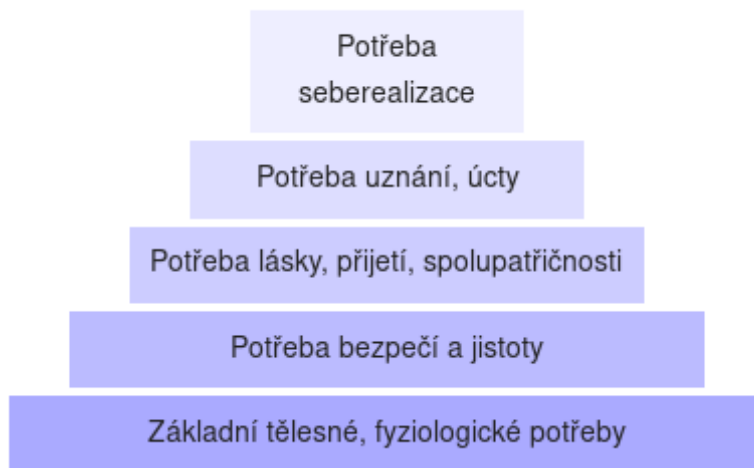 Potřeba
seberealizace
Potřeba uznání, úcty
Potřeba lásky, přijetí, spolupatřičnosti
Potřeba bezpečí a jistoty
Základní tělesné, fyziologické potřeby